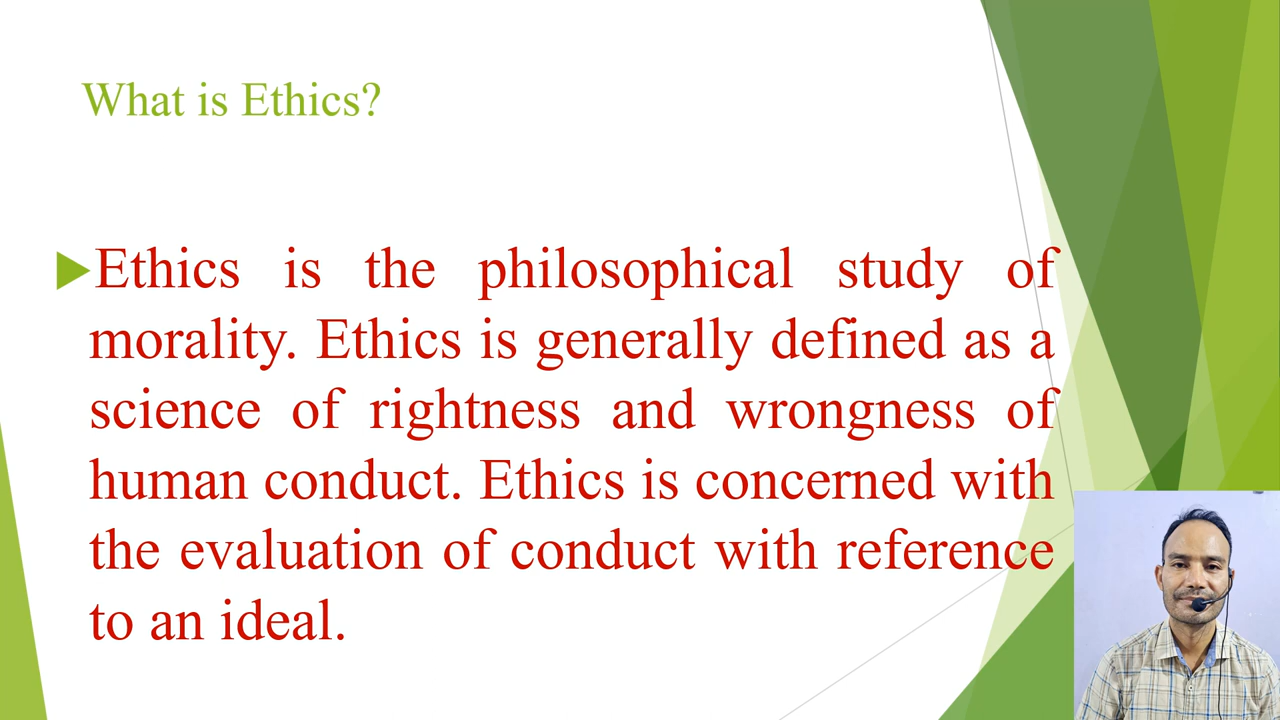 What is Ethics?
Ethics is the philosophical study of
morality. Ethics is generally defined as a
science of rightness and wrongness of
human conduct. Ethics is concerned with
the evaluation of conduct with reference
to an ideal.